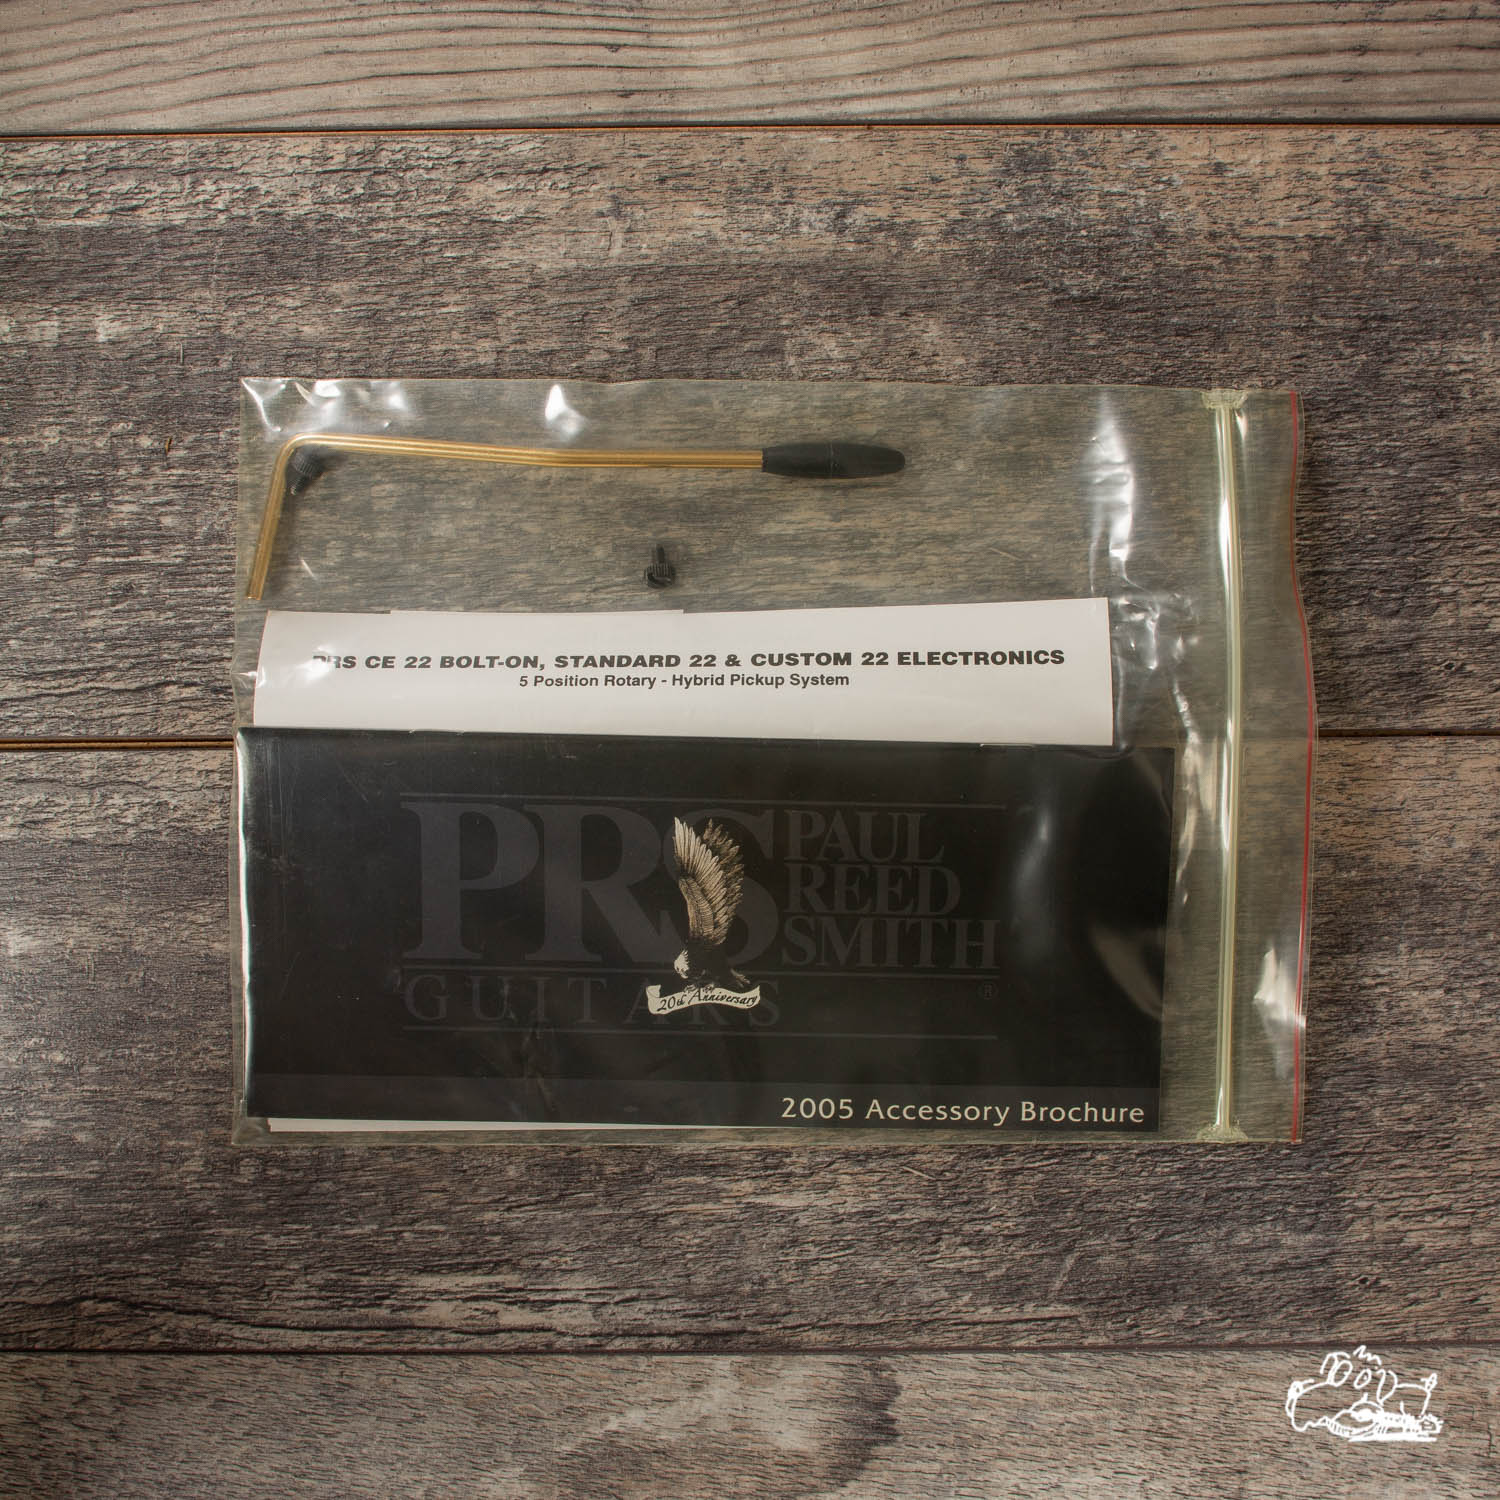 PRS CE 22 BOLT-ON, STANDARD 22 & CUSTOM 22 ELECTRONICS
5 Position Rotary - Hybrid Pickup System
PRS PAUL
REED
SMITH
GUITARS ®
20th Anniversary
2005 Accessory Brochure